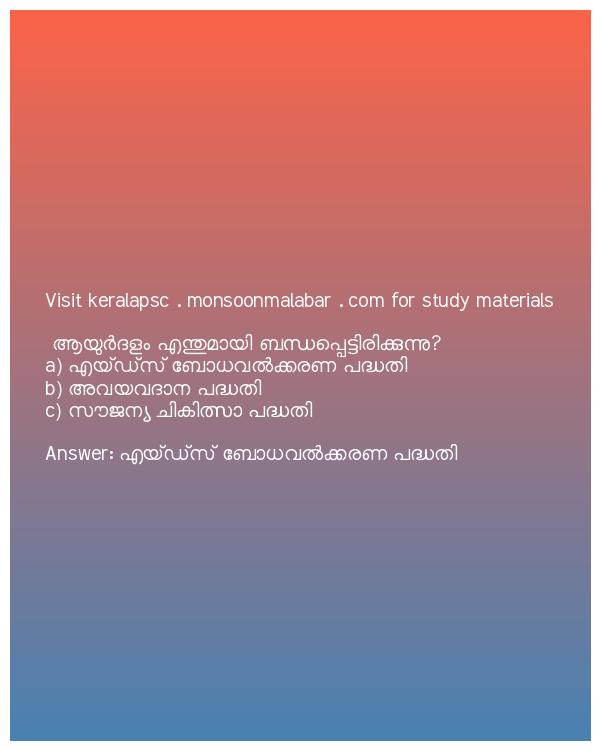 Visit keralapsc . monsoonmalabar . com for study materials
ആയുർദളം എന്തുമായി ബന്ധപ്പെട്ടിരിക്കുന്നു?
a) എയ്ഡ്സ് ബോധവൽക്കരണ പദ്ധതി
b) അവയവദാന പദ്ധതി
c) സൗജന്യ ചികിത്സാ പദ്ധതി
Answer: എയ്ഡ്സ് ബോധവൽക്കരണ പദ്ധതി